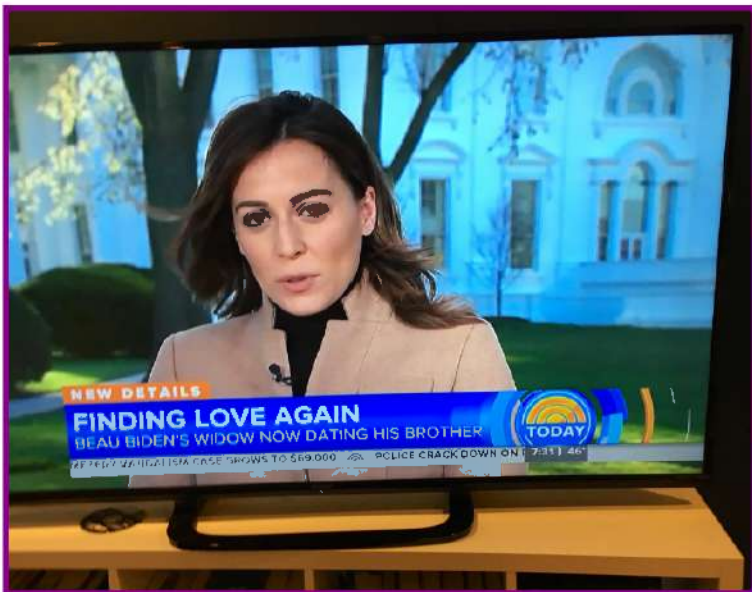 NEW DETAILS
FINDING LOVE AGAIN
BEAU BIDEN'S WIDOW NOW DATING HIS BROTHER
TODAY
CASE GROWS TO $69,000 POLICE CRACK DOWN ON
7:31 46°